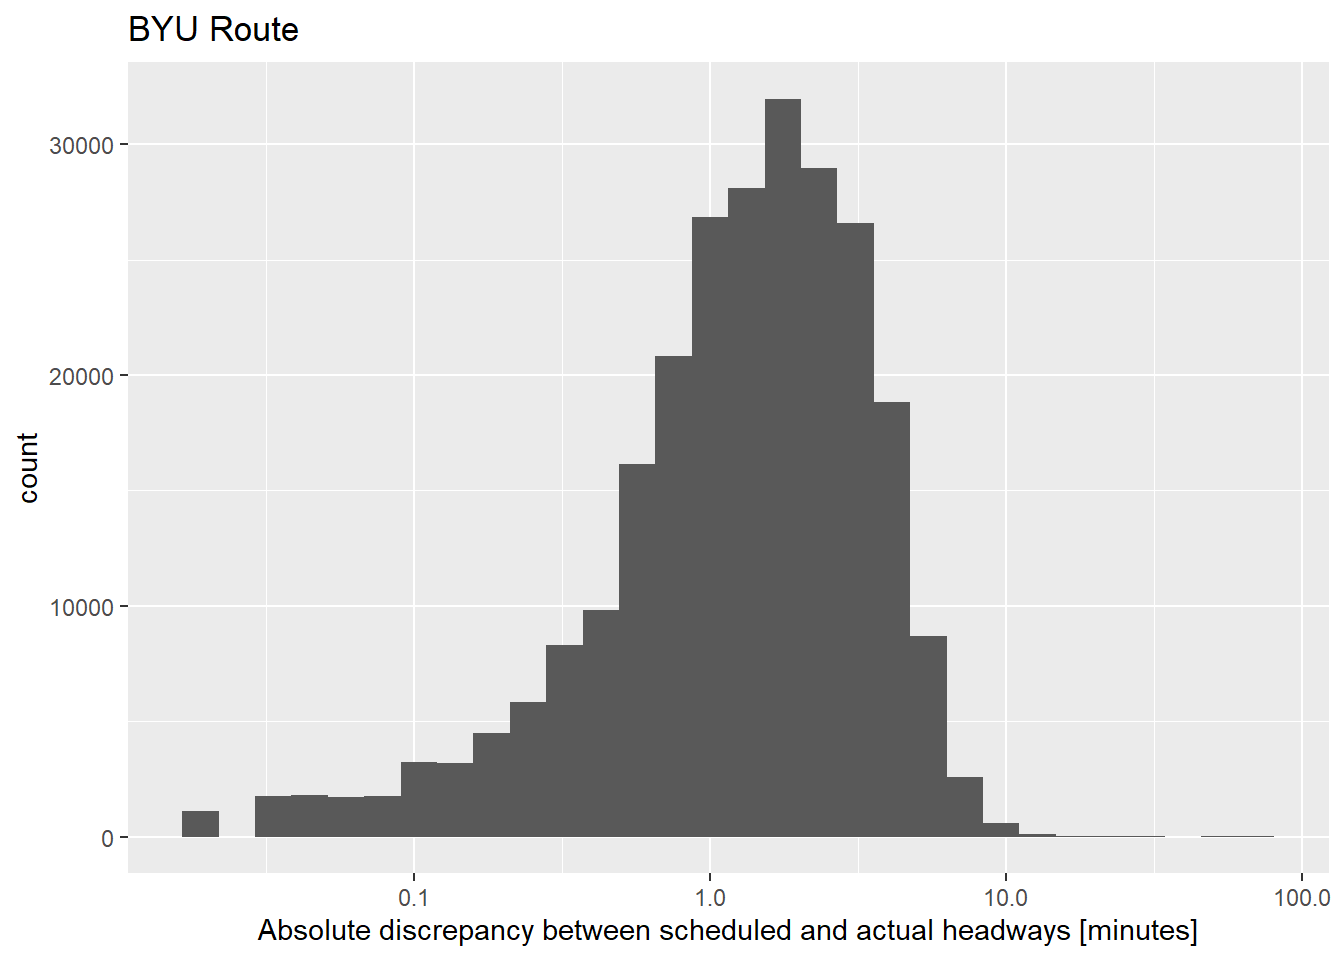 BYU Route
30000
20000
10000
0
count
0.1 1.0 10.0 100.0
Absolute discrepancy between scheduled and actual headways [minutes]